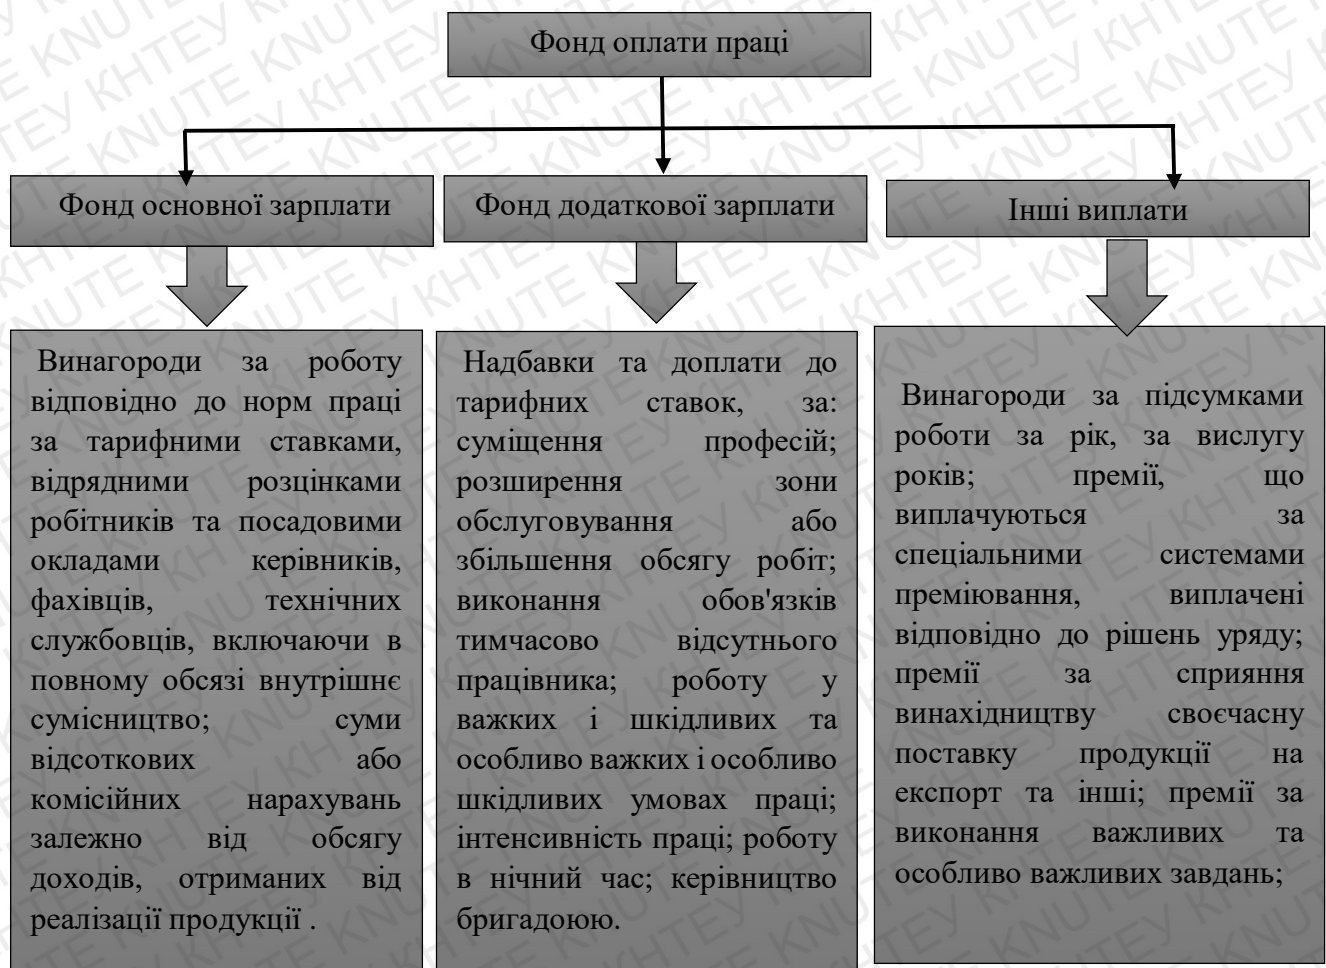 Фонд оплати праці
Фонд основної зарплати
Фонд додаткової зарплати
Інші виплати
Винагороди за роботу
відповідно до норм праці
за тарифними ставками,
відрядними розцінками
робітників та посадовими
окладами керівників,
фахівців, технічних
службовців, включаючи в
повному обсязі внутрішнє
сумісництво; суми
відсоткових або
комісійних нарахувань
залежно від обсягу
доходів, отриманих від
реалізації продукції .
Надбавки та доплати до
тарифних ставок, за:
суміщення професій;
розширення зони
обслуговування або
збільшення обсягу робіт;
виконання обов'язків
тимчасово відсутнього
працівника; роботу у
важких і шкідливих та
особливо важких і особливо
шкідливих умовах праці;
інтенсивність праці; роботу
в нічний час; керівництво
бригадоюю.
Винагороди за підсумками
роботи за рік, за вислугу
років; премії, що
виплачуються за
спеціальними системами
преміювання, виплачені
відповідно до рішень уряду;
премії за сприяння
винахідництву своєчасну
поставку продукції на
експорт та інші; премії за
виконання важливих та
особливо важливих завдань;